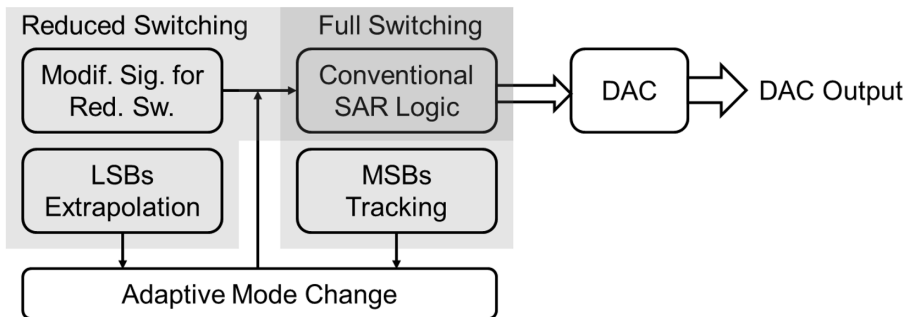 Reduced Switching
Full Switching
Modif. Sig. for
Red. Sw.
Conventional
SAR Logic
DAC
DAC Output
LSBs
Extrapolation
MSBs
Tracking
Adaptive Mode Change